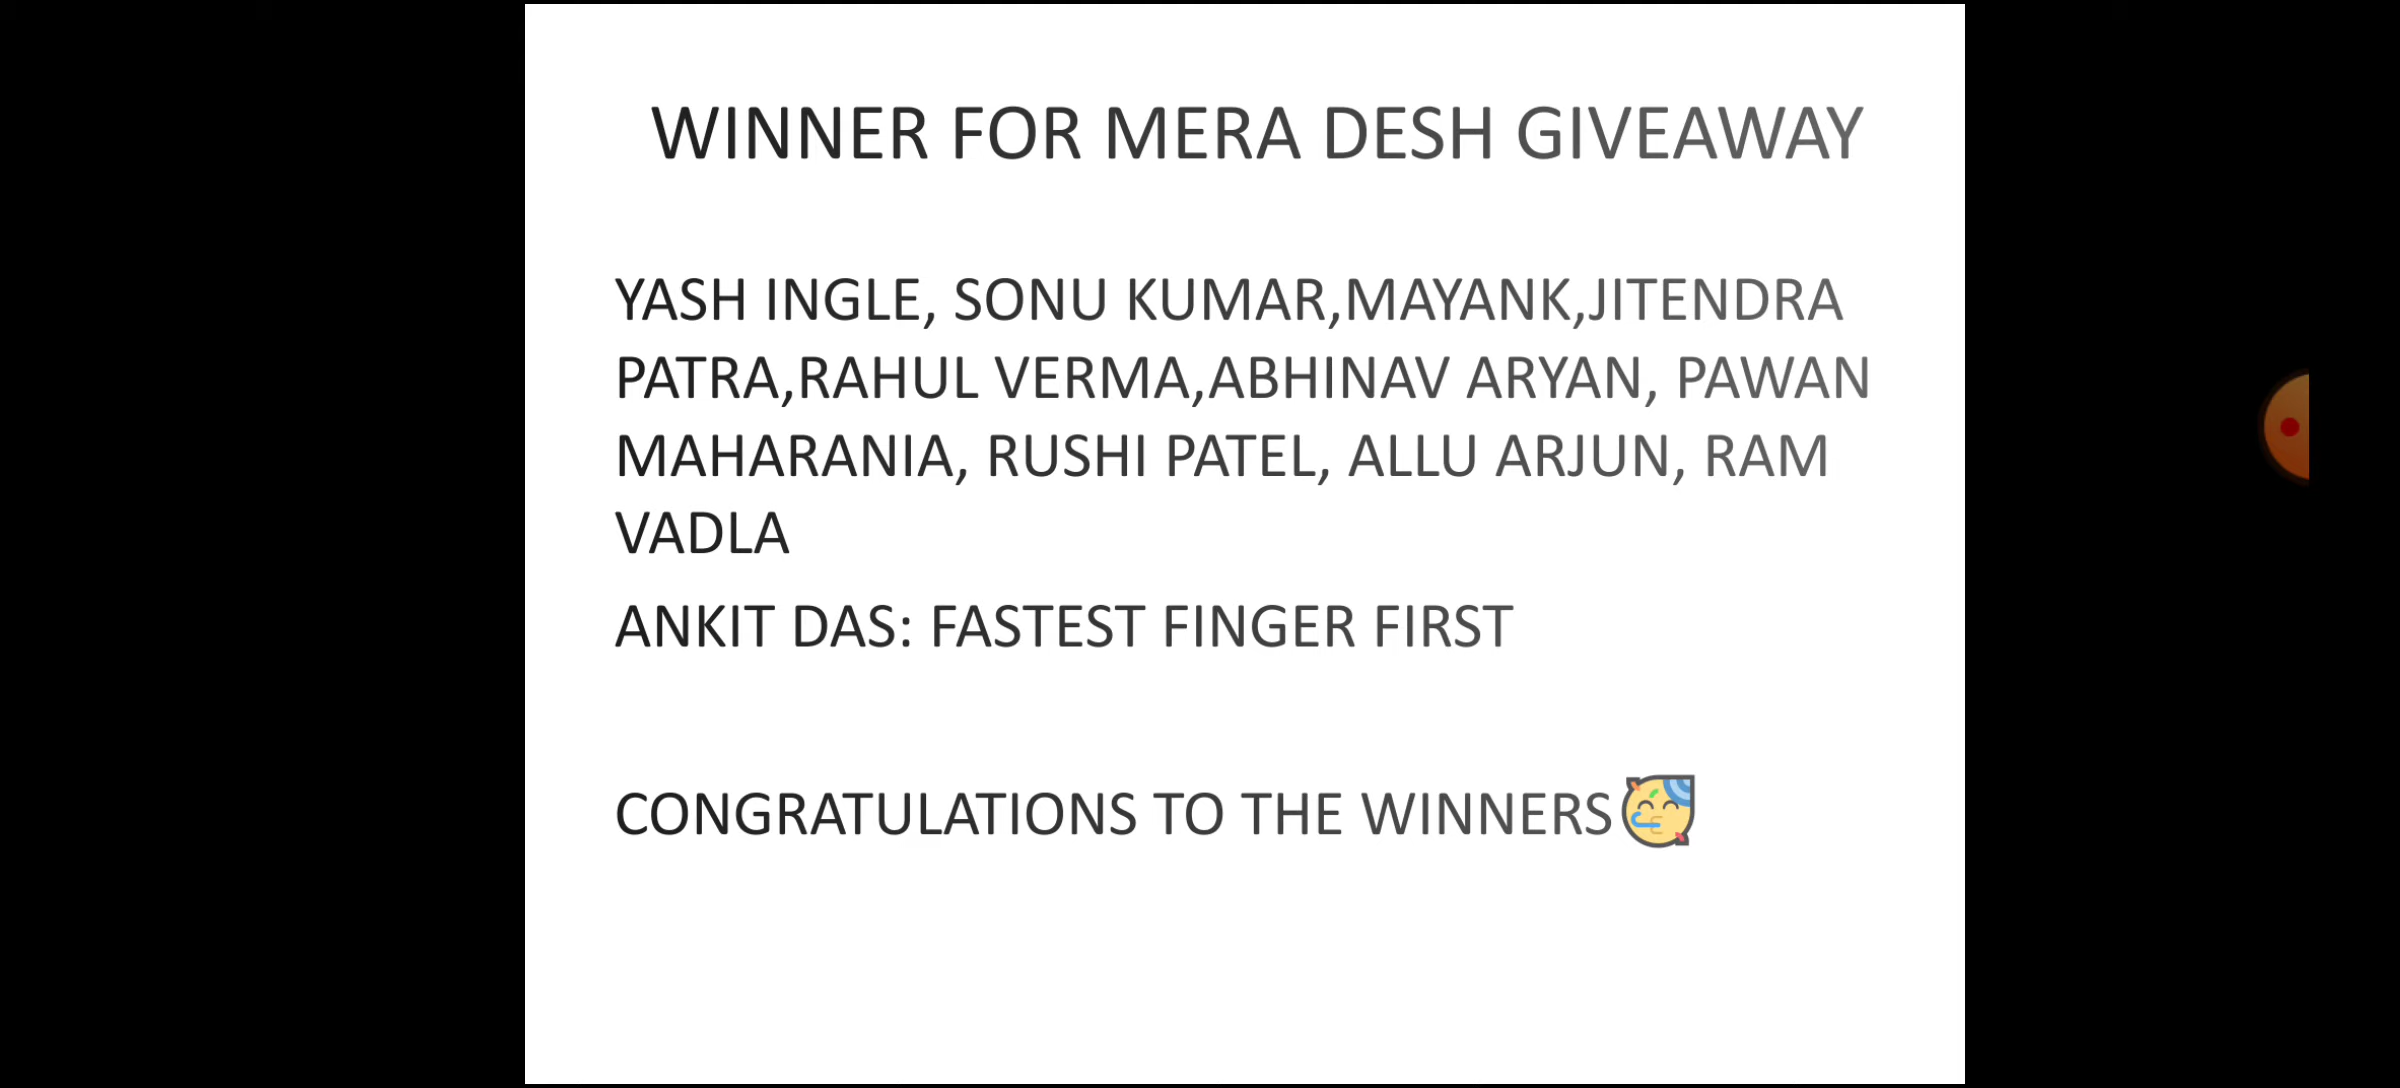 WINNER FOR MERA DESH GIVEAWAY
YASH INGLE, SONU KUMAR,MAYANK,JITENDRA
PATRA,RAHUL VERMA,ABHINAV ARYAN, PAWAN
MAHARANIA, RUSHI PATEL, ALLU ARJUN, RAM
VADLA
ANKIT DAS: FASTEST FINGER FIRST
CONGRATULATIONS TO THE WINNERS🥳